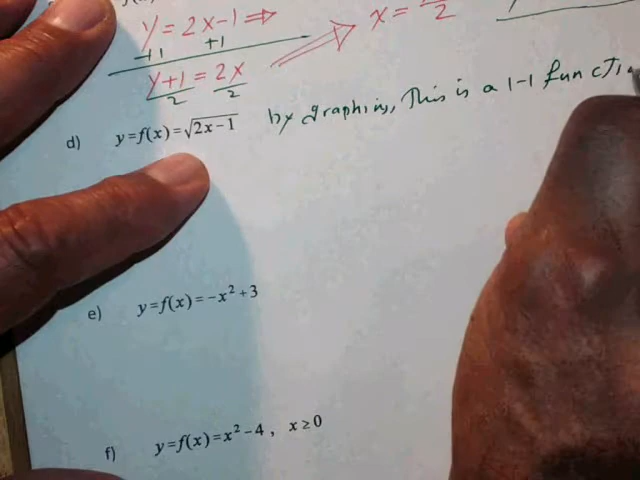 y = 2x-1 ⇒
+1 +1
x = 2
y+1 = 2x
2 2
by graphing, This is a 1-1 functi
d) y=f(x)=√(2x-1)
e) y=f(x)=-x²+3
f) y=f(x)=x²-4, x≥0